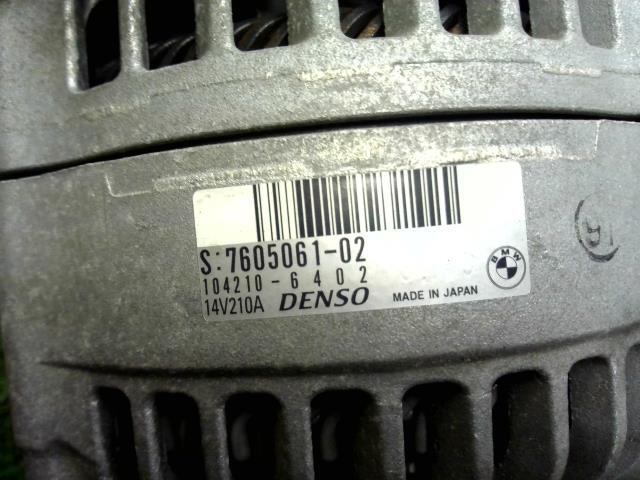 S:7605061-02
104210-6402
14V210A DENSO MADE IN JAPAN
BMW
A